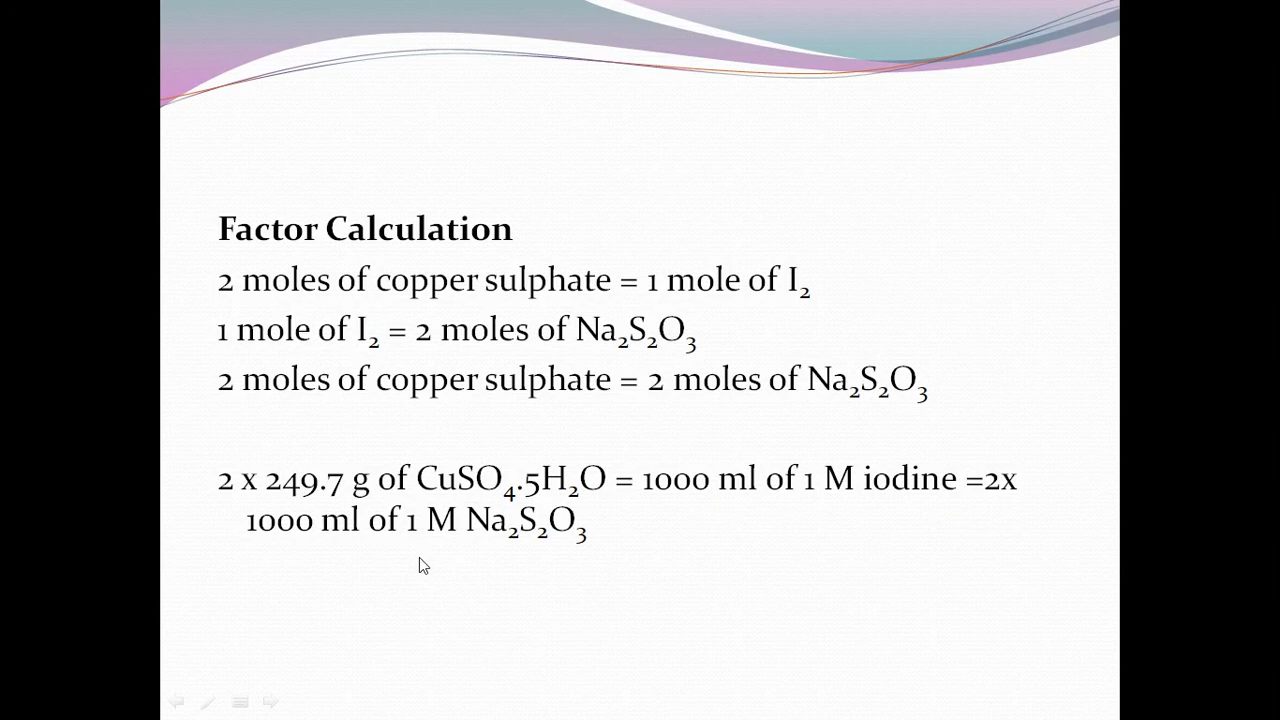 Factor Calculation
2 moles of copper sulphate = 1 mole of I₂
1 mole of I₂ = 2 moles of Na₂S₂O₃
2 moles of copper sulphate = 2 moles of Na₂S₂O₃
2 x 249.7 g of CuSO₄.5H₂O = 1000 ml of 1 M iodine =2x
1000 ml of 1 M Na₂S₂O₃